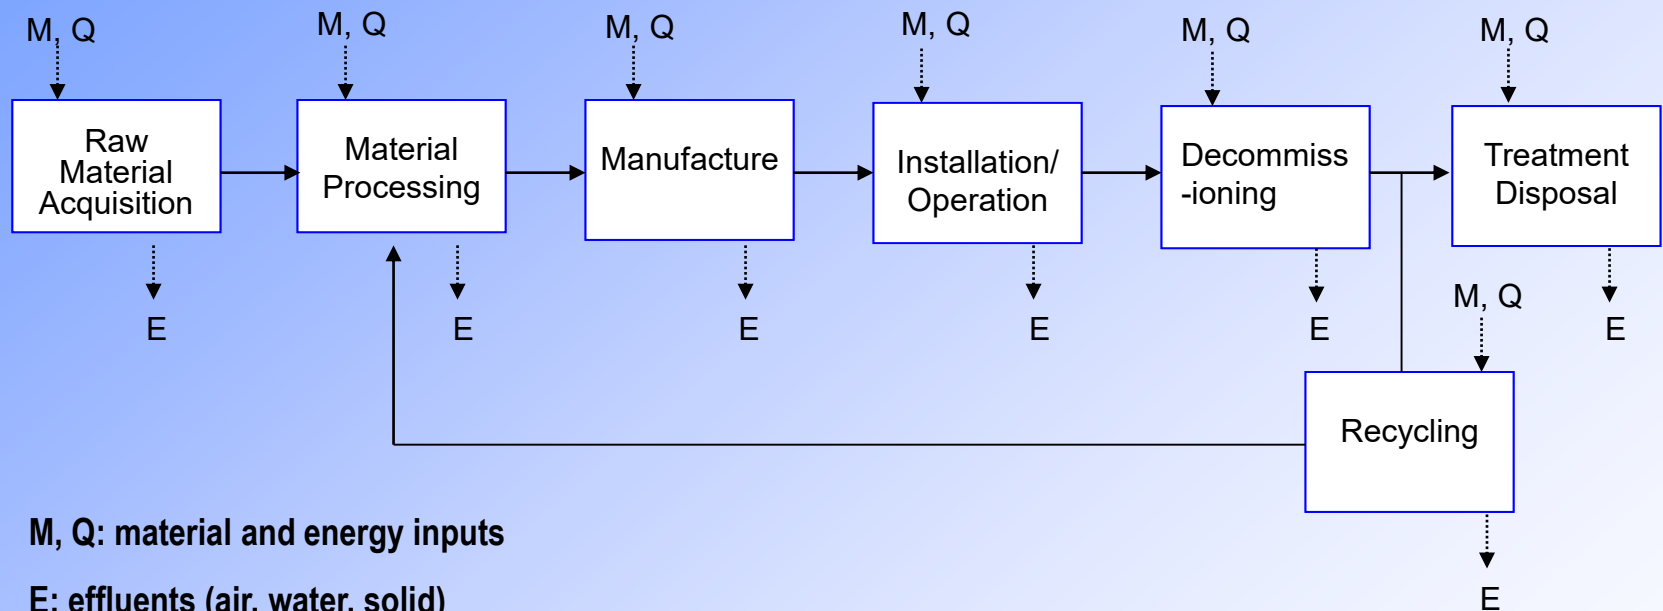 M, Q
M, Q
M, Q
M, Q
M, Q
M, Q
Raw
Material
Acquisition
Material
Processing
Manufacture
Installation/
Operation
Decommiss
-ioning
Treatment
Disposal
E
E
E
E
E
E
M, Q
Recycling
E
M, Q: material and energy inputs
E: effluents (air, water, solid)